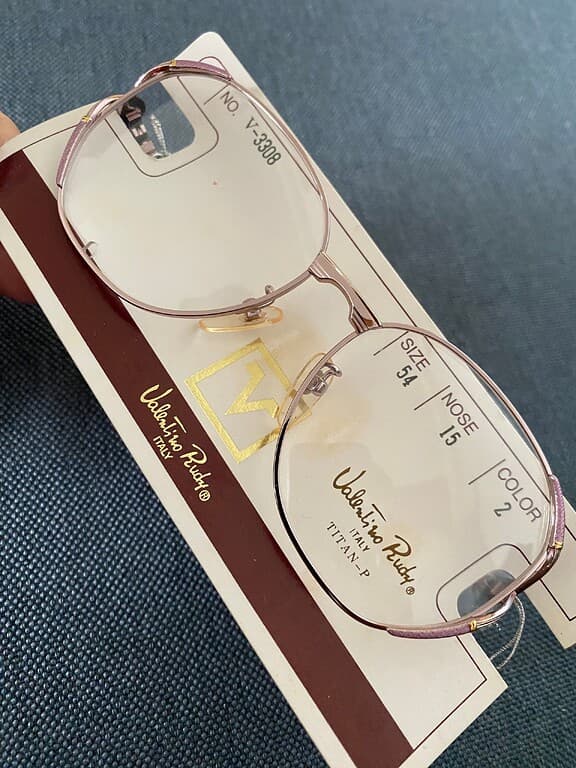 NO. V-3308
SIZE
54
NOSE
15
COLOR
2
Valentino Rudy®
ITALY
Valentino Rudy®
ITALY
TITAN-P